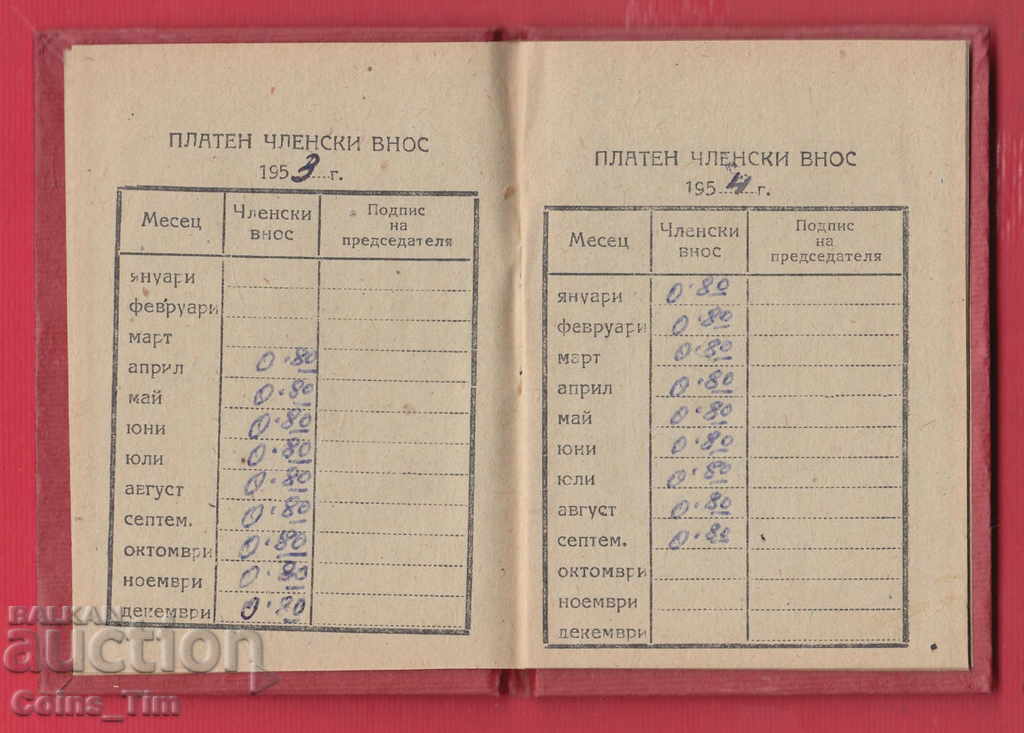 ПЛАТЕН ЧЛЕНСКИ ВНОС
1953 г.
Месец
Членски внос
Подпис на председателя
януари
февруари
март
април 0.80
май 0.80
юни 0.80
юли 0.80
август 0.80
септем. 0.80
октомври 0.80
ноември 0.80
декември 0.80
ПЛАТЕН ЧЛЕНСКИ ВНОС
1954 г.
Месец
Членски внос
Подпис на председателя
януари 0.80
февруари 0.80
март 0.80
април 0.80
май 0.80
юни 0.80
юли 0.80
август 0.80
септем. 0.80
октомври
ноември
декември
BALKAN
auction
Coins_Tim